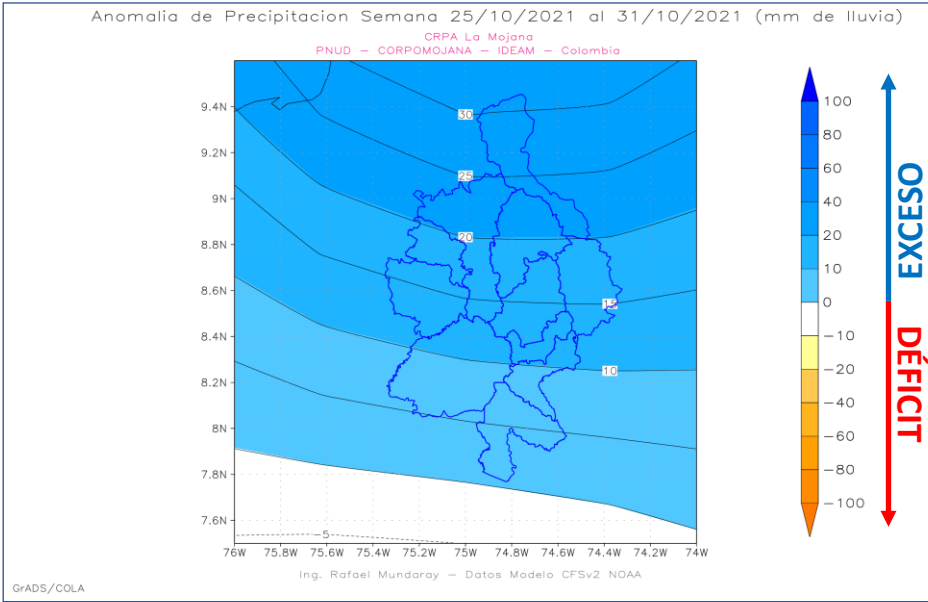 Anomalia de Precipitacion Semana 25/10/2021 al 31/10/2021 (mm de lluvia)
CRPA La Mojana
PNUD – CORPOMOJANA – IDEAM – Colombia
9.4N
9.2N
9N
8.8N
8.6N
8.4N
8.2N
8N
7.8N
7.6N
30
25
20
15
10
-5
76W 75.8W 75.6W 75.4W 75.2W 75W 74.8W 74.6W 74.4W 74.2W 74W
100
80
60
40
20
10
0
-10
-20
-40
-60
-80
-100
EXCESO
DÉFICIT
Ing. Rafael Mundaray – Datos Modelo CFSv2 NOAA
GrADS/COLA